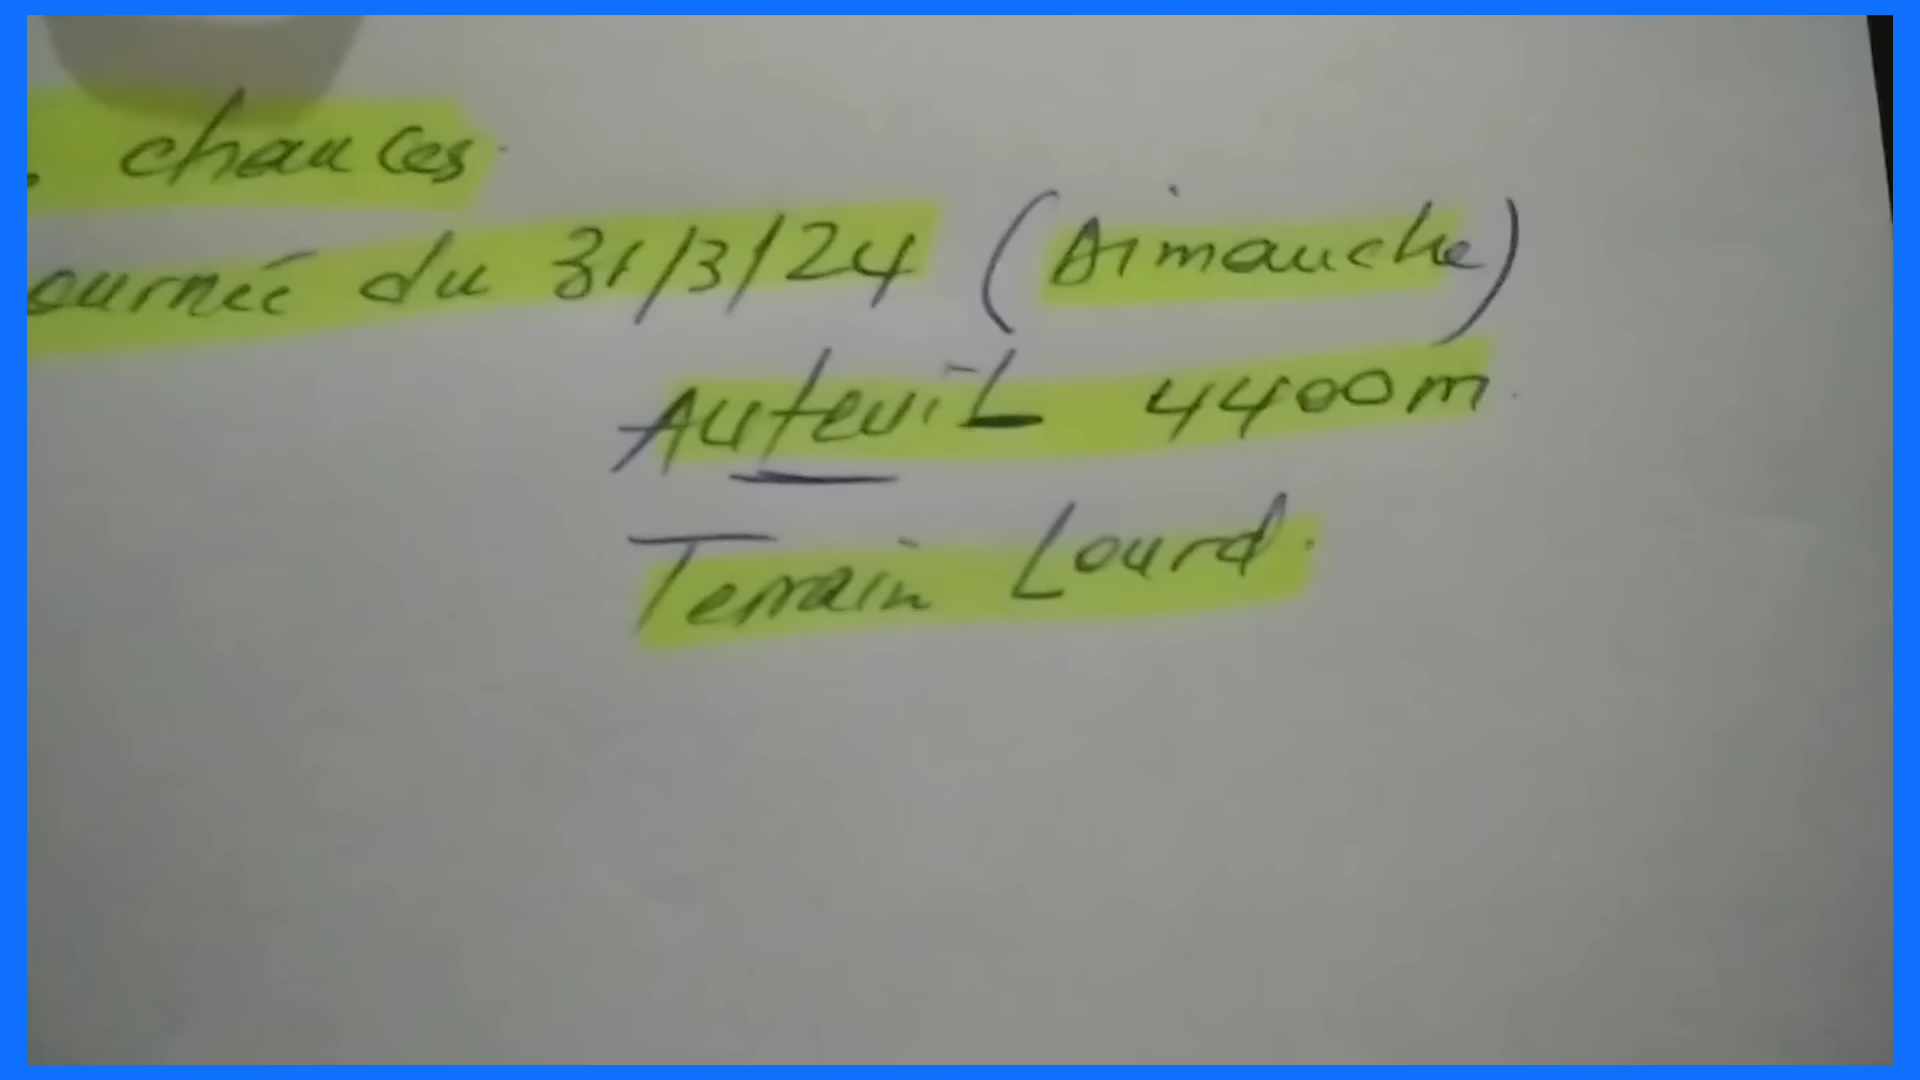 . chances
ournée du 31/3/24 (Dimanche)
Auteuil 4400m
Terrain Lourd.